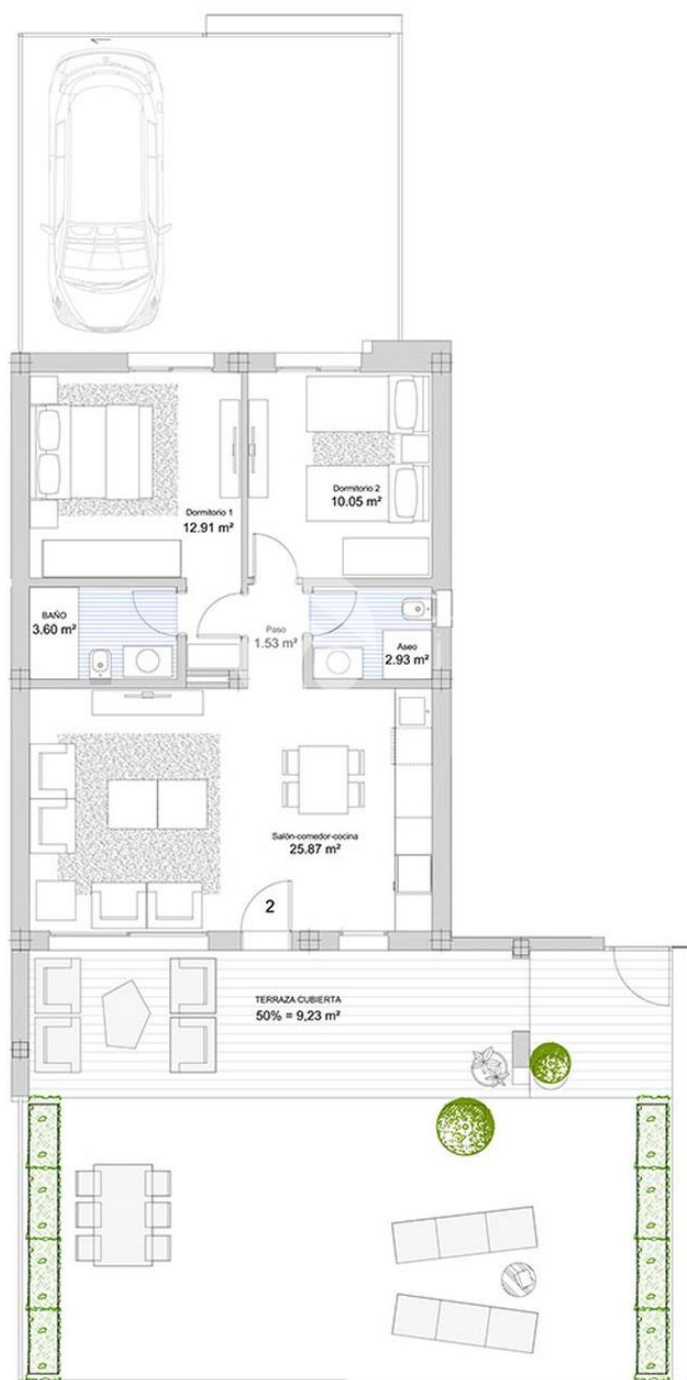 Dormitorio 1
12.91 m²
Dormitorio 2
10.05 m²
BAÑO
3.60 m²
Paso
1.53 m²
Aseo
2.93 m²
Salón-comedor-cocina
25.87 m²
2
TERRAZA CUBIERTA
50% = 9,23 m²